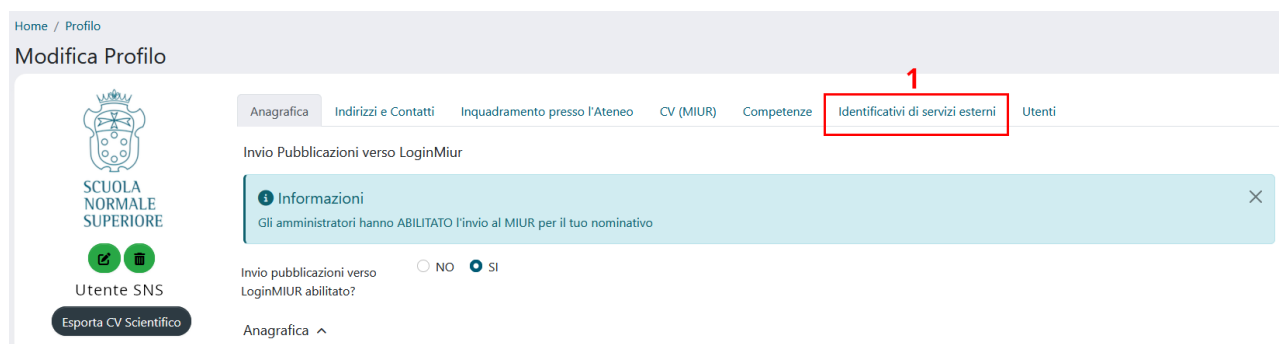 Home / Profilo
Modifica Profilo
1
Anagrafica Indirizzi e Contatti Inquadramento presso l'Ateneo CV (MIUR) Competenze Identificativi di servizi esterni Utenti
Invio Pubblicazioni verso LoginMiur
SCUOLA
NORMALE
SUPERIORE
Informazioni
Gli amministratori hanno ABILITATO l'invio al MIUR per il tuo nominativo
Invio pubblicazioni verso
LoginMIUR abilitato?
NO SI
Utente SNS
Esporta CV Scientifico
Anagrafica